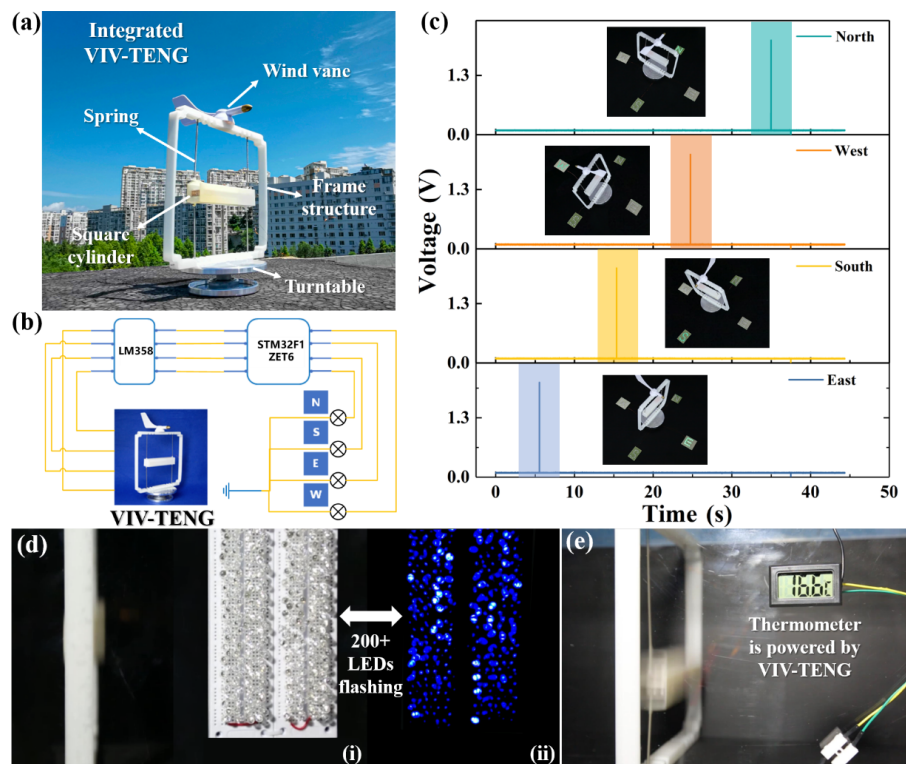 (a)
Integrated
VIV-TENG
Wind vane
Spring
Frame
structure
Square
cylinder
Turntable
(b)
LM358
STM32F1
ZET6
N
S
E
W
VIV-TENG
(c)
Voltage (V)
1.3
0.0
North
1.3
0.0
West
1.3
0.0
South
1.3
0.0
East
0 10 20 30 40 50
Time (s)
(d)
200+
LEDs
flashing
(i)
(ii)
(e)
16.6c
Thermometer
is powered by
VIV-TENG